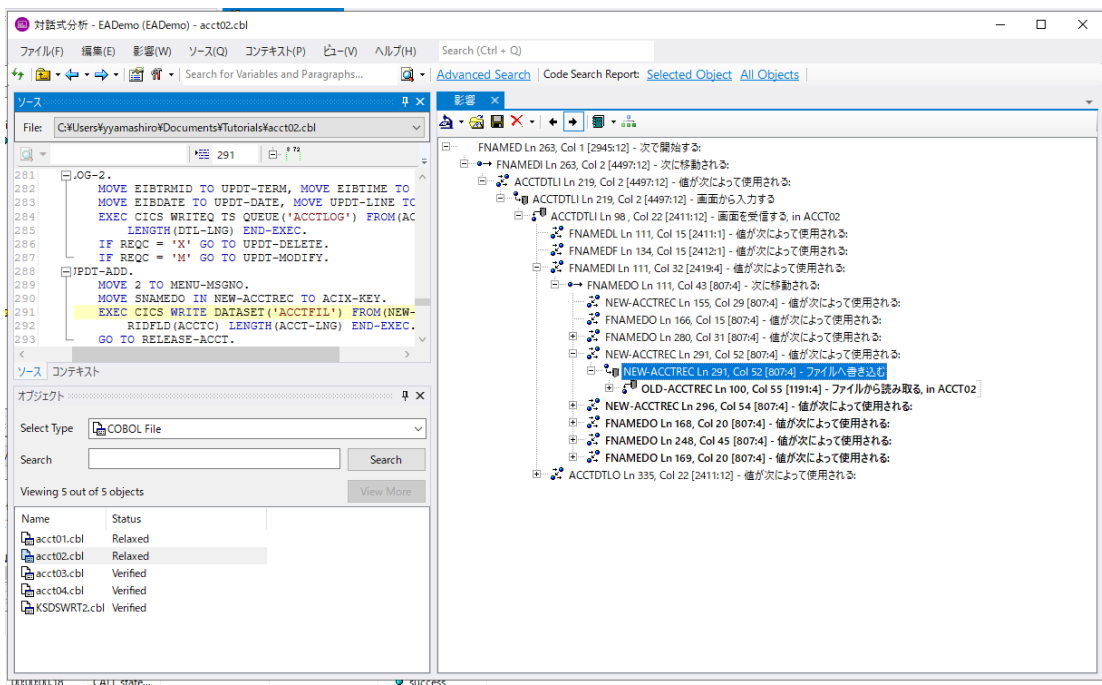 対話式分析 - EADemo (EADemo) - acct02.cbl
ファイル(F) 編集(E) 影響(W) ソース(Q) コンテキスト(P) ビュー(V) ヘルプ(H) Search (Ctrl + Q)
Search for Variables and Paragraphs... Advanced Search Code Search Report: Selected Object All Objects
ソース
File: C:¥Users¥yyamashiro¥Documents¥Tutorials¥acct02.cbl
291
281 LOG-2.
282 MOVE EIBTRMID TO UPDT-TERM, MOVE EIBTIME TO
283 MOVE EIBDATE TO UPDT-DATE, MOVE UPDT-LINE TO
284 EXEC CICS WRITEQ TS QUEUE('ACCTLOG') FROM(AC
285 LENGTH(DTL-LNG) END-EXEC.
286 IF REQC = 'X' GO TO UPDT-DELETE.
287 IF REQC = 'M' GO TO UPDT-MODIFY.
288 UPDT-ADD.
289 MOVE 2 TO MENU-MSGNO.
290 MOVE SNAMEDO IN NEW-ACCTREC TO ACIX-KEY.
291 EXEC CICS WRITE DATASET('ACCTFIL') FROM(NEW-
292 RIDFLD(ACCTC) LENGTH(ACCT-LNG) END-EXEC.
293 GO TO RELEASE-ACCT.
ソース コンテキスト
オブジェクト
Select Type COBOL File
Search Search
Viewing 5 out of 5 objects View More
Name Status
acct01.cbl Relaxed
acct02.cbl Relaxed
acct03.cbl Verified
acct04.cbl Verified
KSDSWRT2.cbl Verified
影響
FNAMED Ln 263, Col 1 [2945:12] - 次で開始する:
FNAMEDI Ln 263, Col 2 [4497:12] - 次に移動される:
ACCTDTLI Ln 219, Col 2 [4497:12] - 値が次によって使用される:
ACCTDTLI Ln 219, Col 2 [4497:12] - 画面から入力する
ACCTDTLI Ln 98 , Col 22 [2411:12] - 画面を受信する, in ACCT02
FNAMEDL Ln 111, Col 15 [2411:1] - 値が次によって使用される:
FNAMEDF Ln 134, Col 15 [2412:1] - 値が次によって使用される:
FNAMEDI Ln 111, Col 32 [2419:4] - 値が次によって使用される:
FNAMEDO Ln 111, Col 43 [807:4] - 次に移動される:
NEW-ACCTREC Ln 155, Col 29 [807:4] - 値が次によって使用される:
FNAMEDO Ln 166, Col 15 [807:4] - 値が次によって使用される:
FNAMEDO Ln 280, Col 31 [807:4] - 値が次によって使用される:
NEW-ACCTREC Ln 291, Col 52 [807:4] - 値が次によって使用される:
NEW-ACCTREC Ln 291, Col 52 [807:4] - ファイルへ書き込む
OLD-ACCTREC Ln 100, Col 55 [1191:4] - ファイルから読み取る, in ACCT02
NEW-ACCTREC Ln 296, Col 54 [807:4] - 値が次によって使用される:
FNAMEDO Ln 168, Col 20 [807:4] - 値が次によって使用される:
FNAMEDO Ln 248, Col 45 [807:4] - 値が次によって使用される:
FNAMEDO Ln 169, Col 20 [807:4] - 値が次によって使用される:
ACCTDTLO Ln 335, Col 22 [2411:12] - 値が次によって使用される:
success